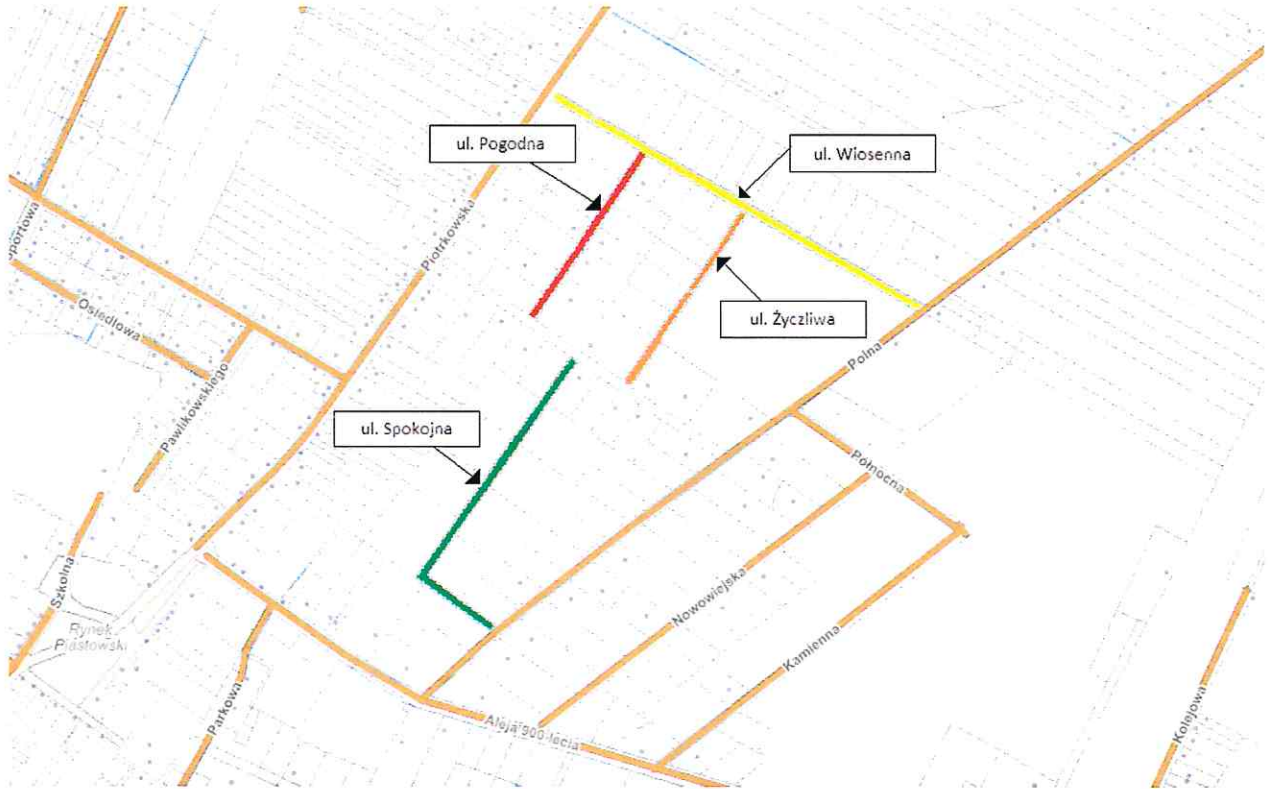 ul. Pogodna
ul. Wiosenna
Piotrkowska
Osiedlowa
ul. Życzliwa
Polna
Pawlikowskiego
ul. Spokojna
Północna
Szkolna
Nowowiejska
Rynek
Piastowski
Kamienna
Parkowa
Aleja 900-lecia
Kolejowa